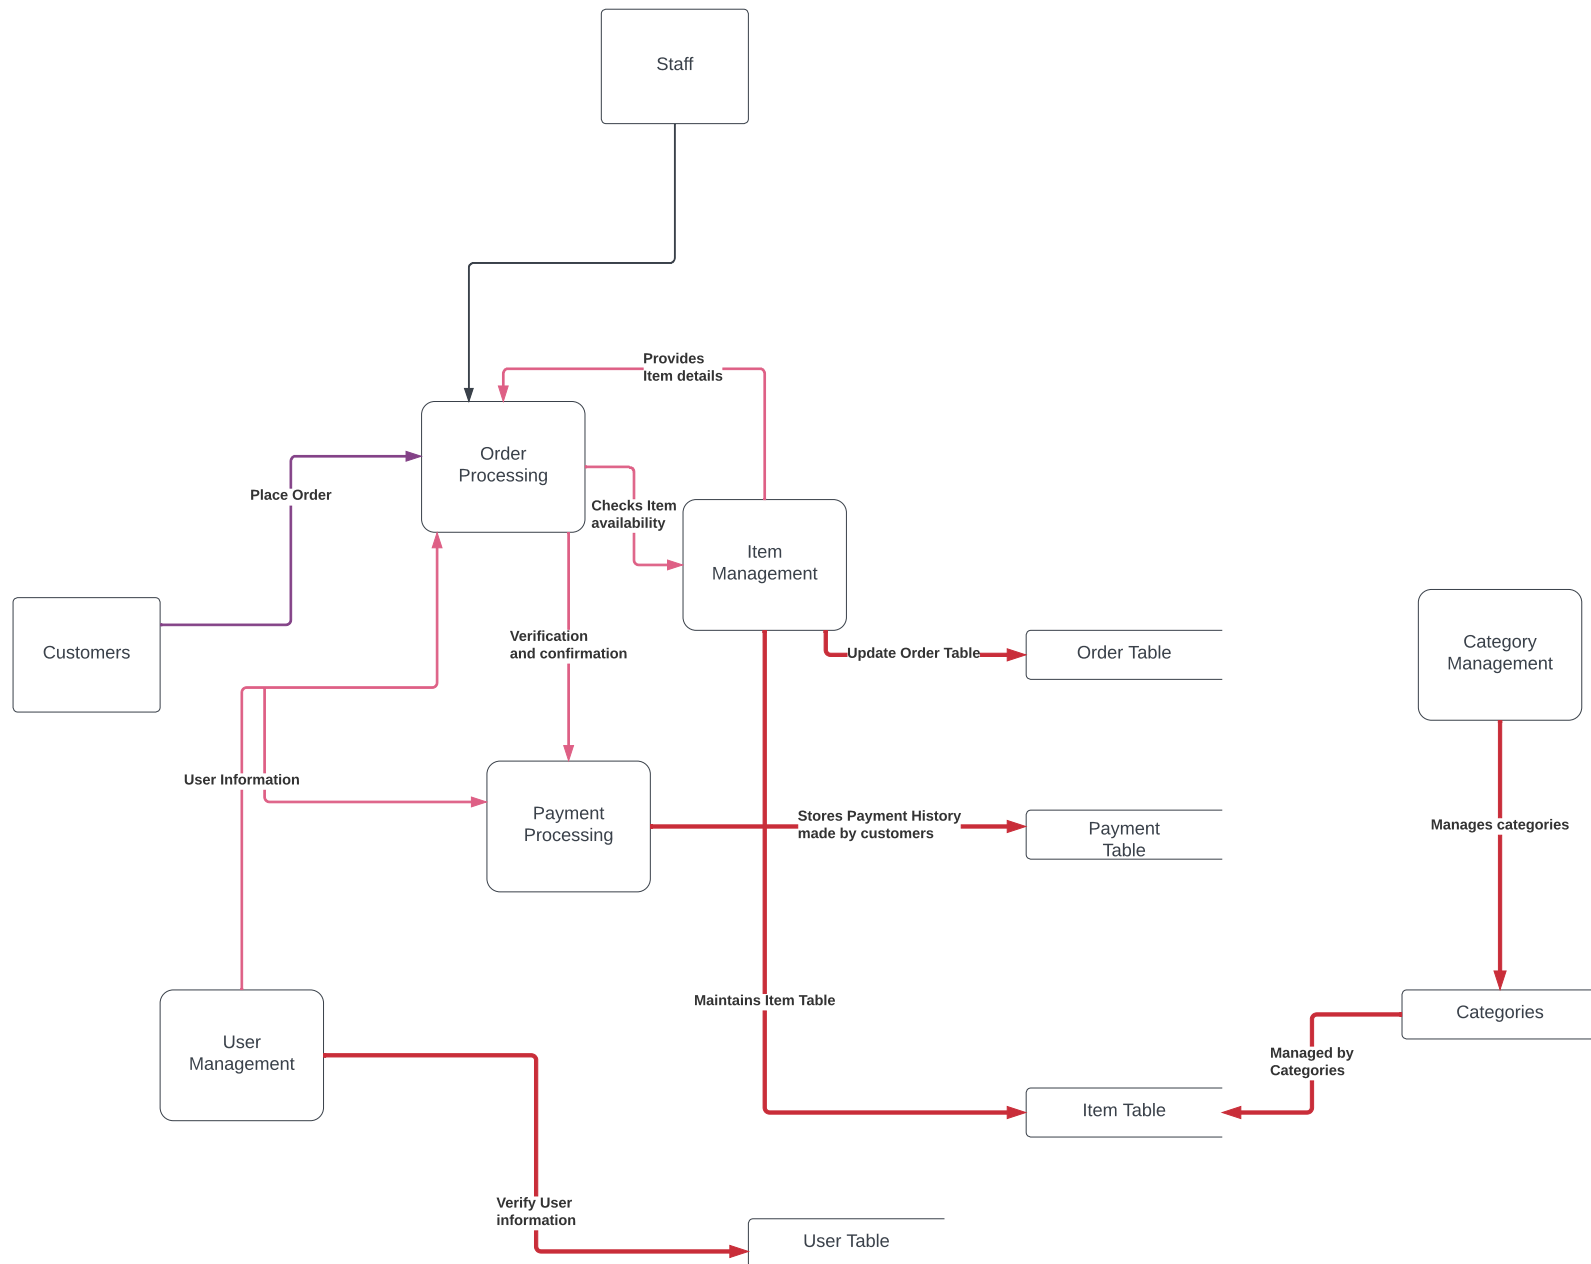 Staff
Provides
Item details
Order
Processing
Place Order
Checks Item
availability
Item
Management
Customers
Verification
and confirmation
Update Order Table
Order Table
Category
Management
User Information
Payment
Processing
Stores Payment History
made by customers
Payment
Table
Manages categories
Maintains Item Table
Categories
User
Management
Managed by
Categories
Item Table
Verify User
information
User Table